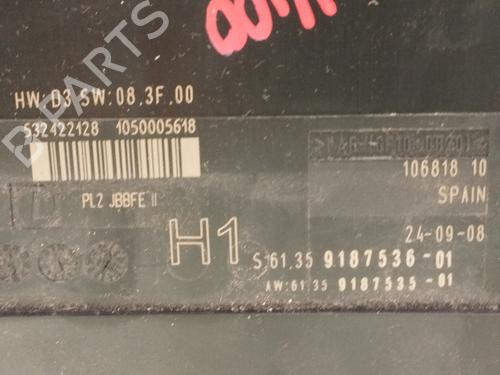 HW:D3 SW:08.3F.00
532422128 1050005618
PL2 JBBFE II
H1
106818 10
SPAIN
24-09-08
S:61.35 9187536-01
AW:61 35 9187535-01
B-PARTS